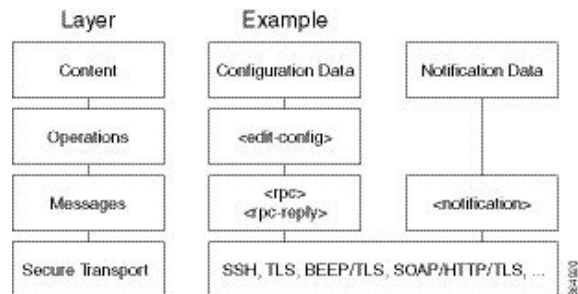 Layer
Example
Content
Configuration Data
Notification Data
Operations
<edit-config>
Messages
<rpc>
<rpc-reply>
<notification>
Secure Transport
SSH, TLS, BEEP/TLS, SOAP/HTTP/TLS, ...